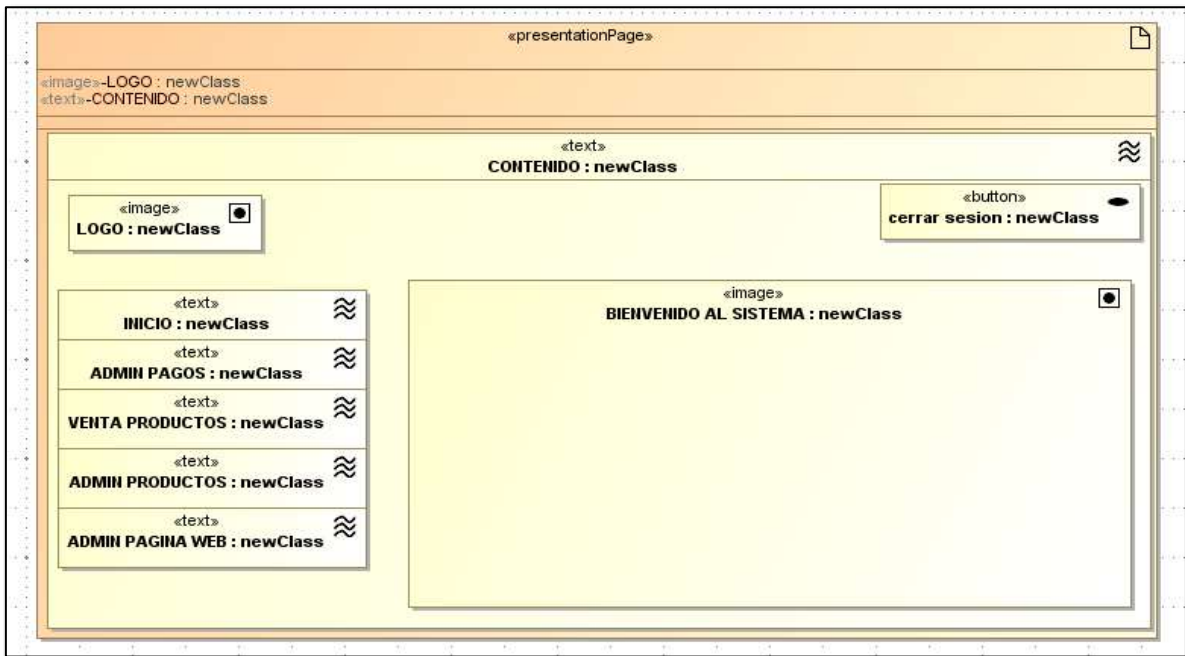 «presentationPage»
«image»-LOGO : newClass
«text»-CONTENIDO : newClass
«text»
CONTENIDO : newClass
«image»
LOGO : newClass
«button»
cerrar sesion : newClass
«text»
INICIO : newClass
«text»
ADMIN PAGOS : newClass
«text»
VENTA PRODUCTOS : newClass
«text»
ADMIN PRODUCTOS : newClass
«text»
ADMIN PAGINA WEB : newClass
«image»
BIENVENIDO AL SISTEMA : newClass